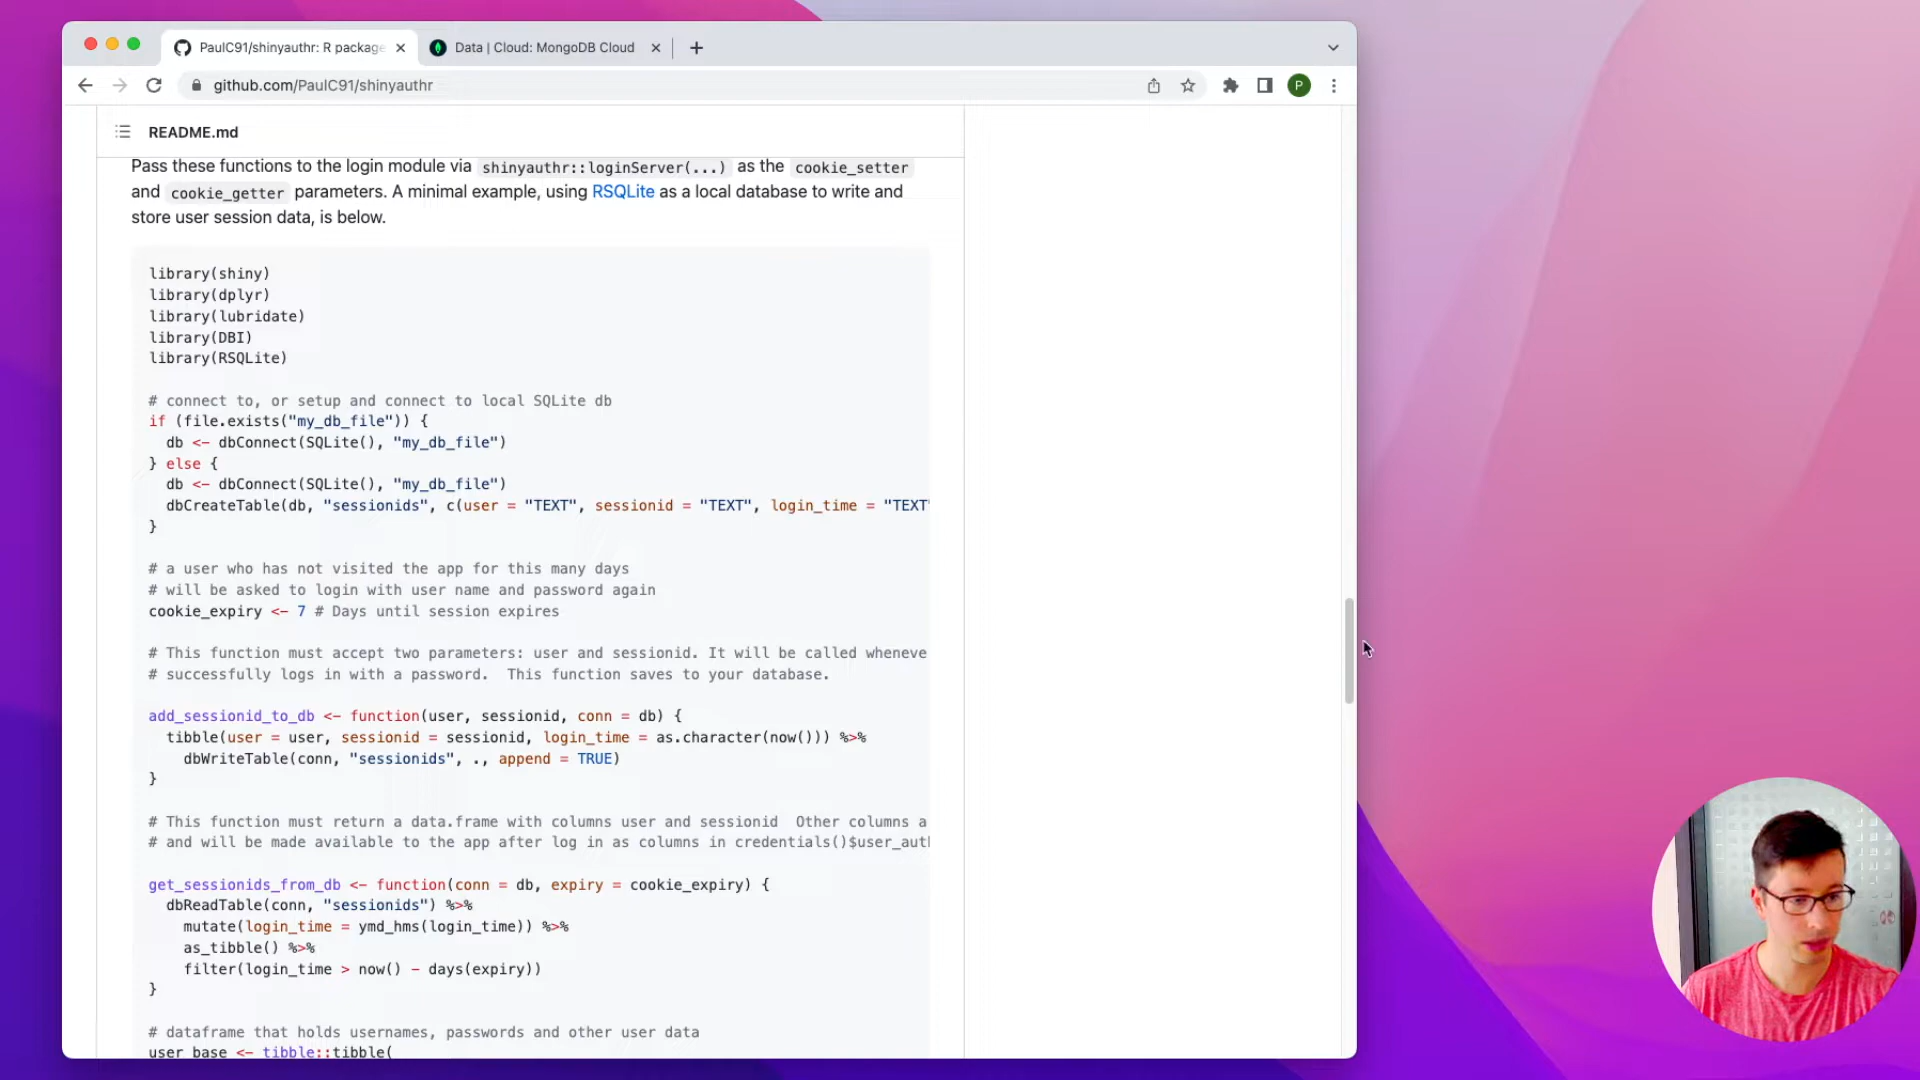 PaulC91/shinyauthr: R package
Data | Cloud: MongoDB Cloud
github.com/PaulC91/shinyauthr
P
README.md
Pass these functions to the login module via shinyauthr::loginServer(...) as the cookie_setter
and cookie_getter parameters. A minimal example, using RSQLite as a local database to write and
store user session data, is below.
library(shiny)
library(dplyr)
library(lubridate)
library(DBI)
library(RSQLite)
# connect to, or setup and connect to local SQLite db
if (file.exists("my_db_file")) {
  db <- dbConnect(SQLite(), "my_db_file")
} else {
  db <- dbConnect(SQLite(), "my_db_file")
  dbCreateTable(db, "sessionids", c(user = "TEXT", sessionid = "TEXT", login_time = "TEXT"
}
# a user who has not visited the app for this many days
# will be asked to login with user name and password again
cookie_expiry <- 7 # Days until session expires
# This function must accept two parameters: user and sessionid. It will be called wheneve
# successfully logs in with a password.  This function saves to your database.
add_sessionid_to_db <- function(user, sessionid, conn = db) {
  tibble(user = user, sessionid = sessionid, login_time = as.character(now())) %>%
    dbWriteTable(conn, "sessionids", ., append = TRUE)
}
# This function must return a data.frame with columns user and sessionid  Other columns a
# and will be made available to the app after log in as columns in credentials()$user_aut
get_sessionids_from_db <- function(conn = db, expiry = cookie_expiry) {
  dbReadTable(conn, "sessionids") %>%
    mutate(login_time = ymd_hms(login_time)) %>%
    as_tibble() %>%
    filter(login_time > now() - days(expiry))
}
# dataframe that holds usernames, passwords and other user data
user_base <- tibble::tibble(